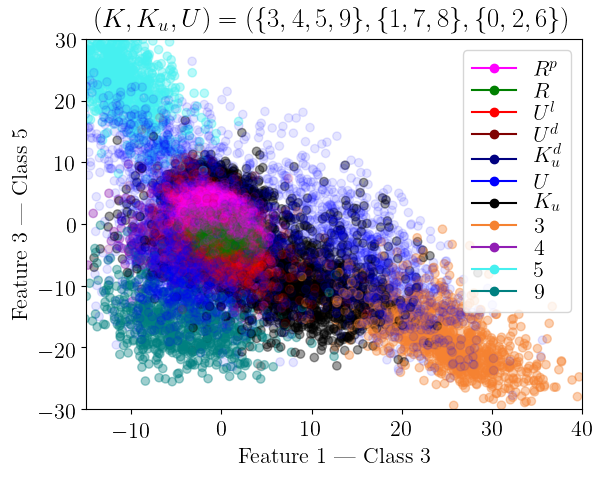 (K, K_u, U) = ({3, 4, 5, 9}, {1, 7, 8}, {0, 2, 6})
30
20
10
0
−10
−20
−30
Feature 3 — Class 5
R^p
R
U^l
U^d
K_u^d
U
K_u
3
4
5
9
−10
0
10
20
30
40
Feature 1 — Class 3